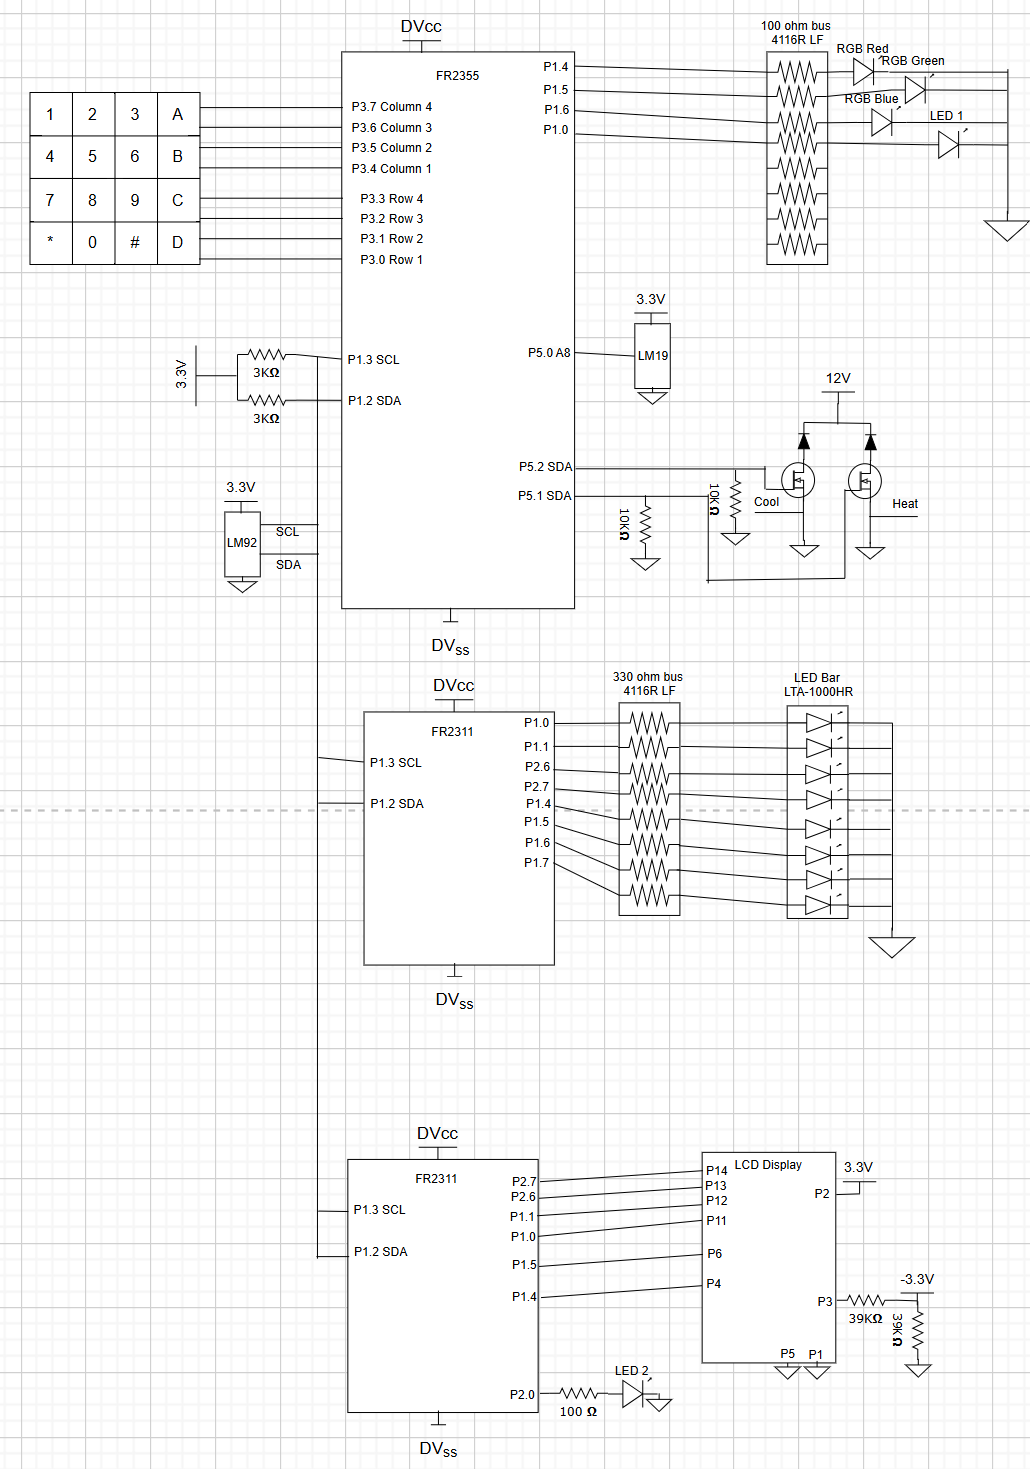 DVcc
FR2355
100 ohm bus
4116R LF
RGB Red
RGB Green
RGB Blue
LED 1
P1.4
P1.5
P1.6
P1.0
1 2 3 A
4 5 6 B
7 8 9 C
* 0 # D
P3.7 Column 4
P3.6 Column 3
P3.5 Column 2
P3.4 Column 1
P3.3 Row 4
P3.2 Row 3
P3.1 Row 2
P3.0 Row 1
3.3V
LM19
P5.0 A8
3.3V
3KΩ
3KΩ
P1.3 SCL
P1.2 SDA
12V
P5.2 SDA
P5.1 SDA
10KΩ
10KΩ
Cool
Heat
3.3V
LM92
SCL
SDA
DVss
DVcc
FR2311
330 ohm bus
4116R LF
LED Bar
LTA-1000HR
P1.0
P1.1
P2.6
P2.7
P1.4
P1.5
P1.6
P1.7
P1.3 SCL
P1.2 SDA
DVss
DVcc
FR2311
P1.3 SCL
P1.2 SDA
P2.7
P2.6
P1.1
P1.0
P1.5
P1.4
P2.0
LCD Display
P14
P13
P12
P11
P6
P4
P2
3.3V
P3
-3.3V
39KΩ
39KΩ
P5 P1
LED 2
100 Ω
DVss